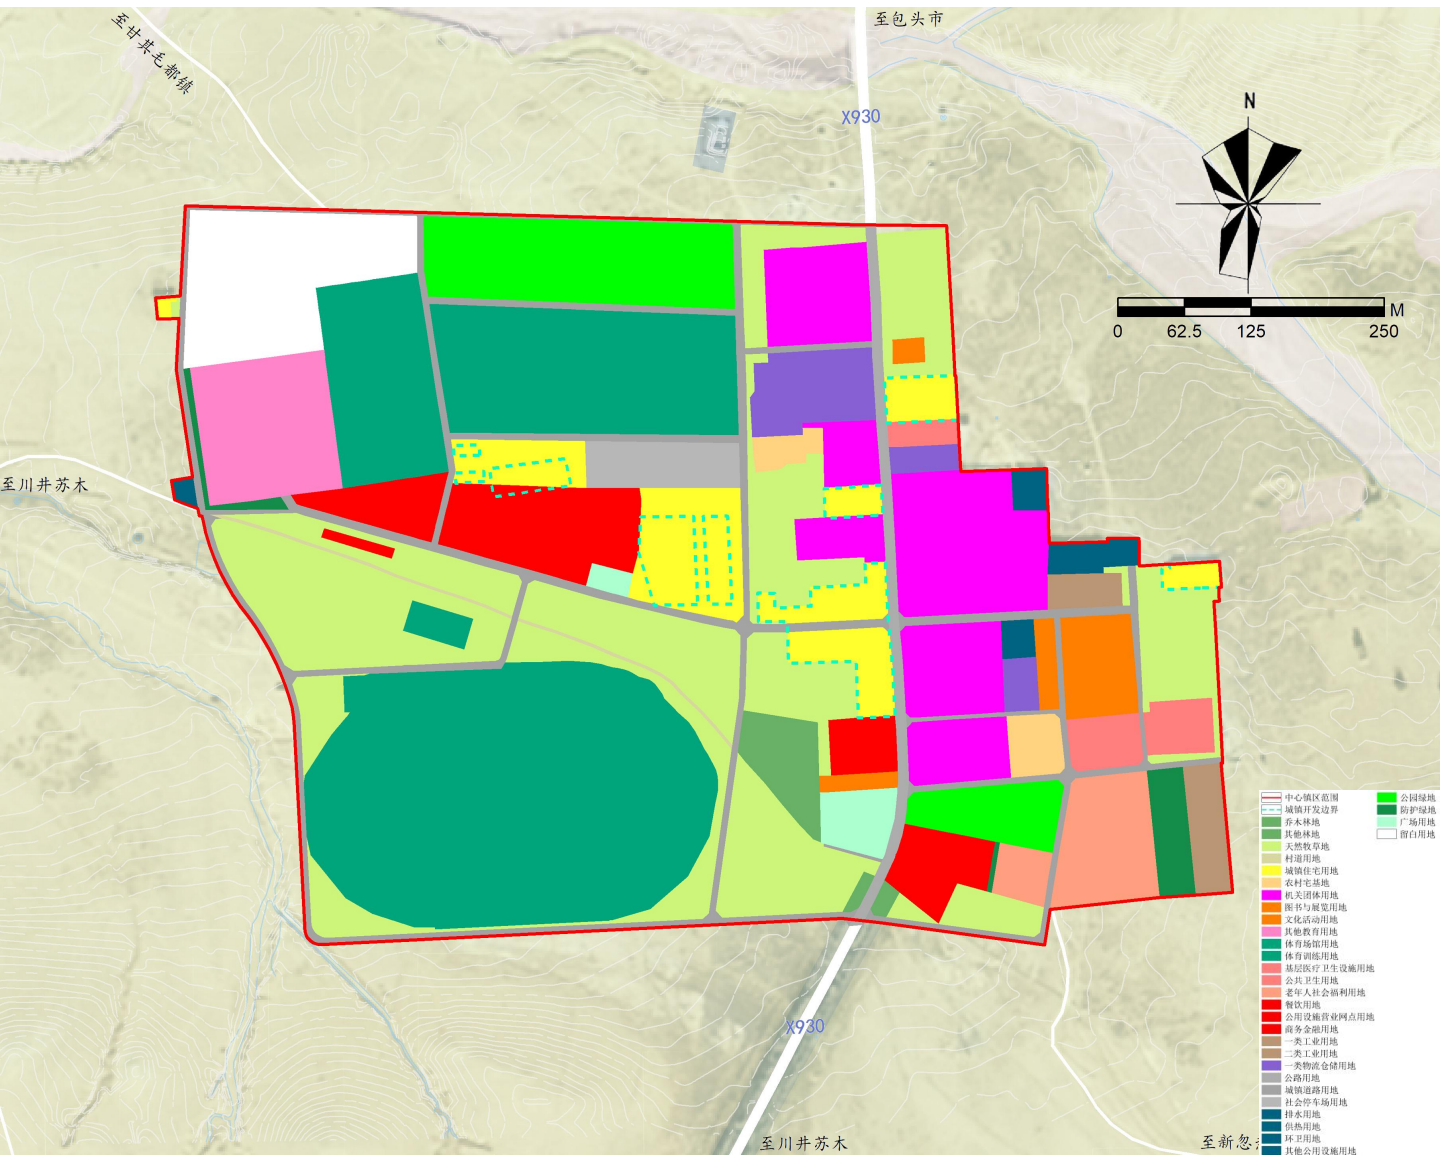 至甘其毛都镇
至包头市
X930
N
M
0 62.5 125 250
至川井苏木
中心镇区范围
城镇开发边界
乔木林地
其他林地
天然牧草地
村道用地
城镇住宅用地
农村宅基地
机关团体用地
图书与展览用地
文化活动用地
其他教育用地
体育场馆用地
体育训练用地
基层医疗卫生设施用地
公共卫生用地
老年人社会福利用地
餐饮用地
公用设施营业网点用地
商务金融用地
一类工业用地
二类工业用地
一类物流仓储用地
公路用地
城镇道路用地
社会停车场用地
排水用地
供热用地
环卫用地
其他公用设施用地
公园绿地
防护绿地
广场用地
留白用地
X930
至川井苏木
至新忽